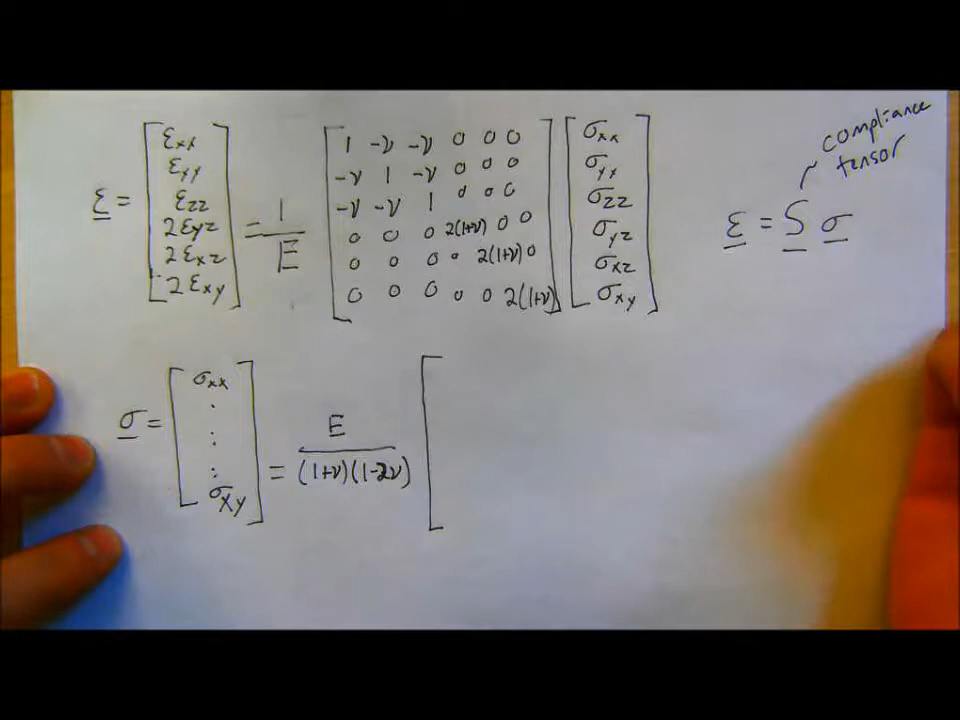 ε = [εxx εyy εzz 2εyz 2εxz 2εxy] = 1/E [
1 -ν -ν 0 0 0
-ν 1 -ν 0 0 0
-ν -ν 1 0 0 0
0 0 0 2(1+ν) 0 0
0 0 0 0 2(1+ν) 0
0 0 0 0 0 2(1+ν)
] [σxx σyy σzz σyz σxz σxy]
compliance
tensor
ε = S σ
σ = [σxx . . . . σxy] = E/((1+ν)(1-2ν)) [